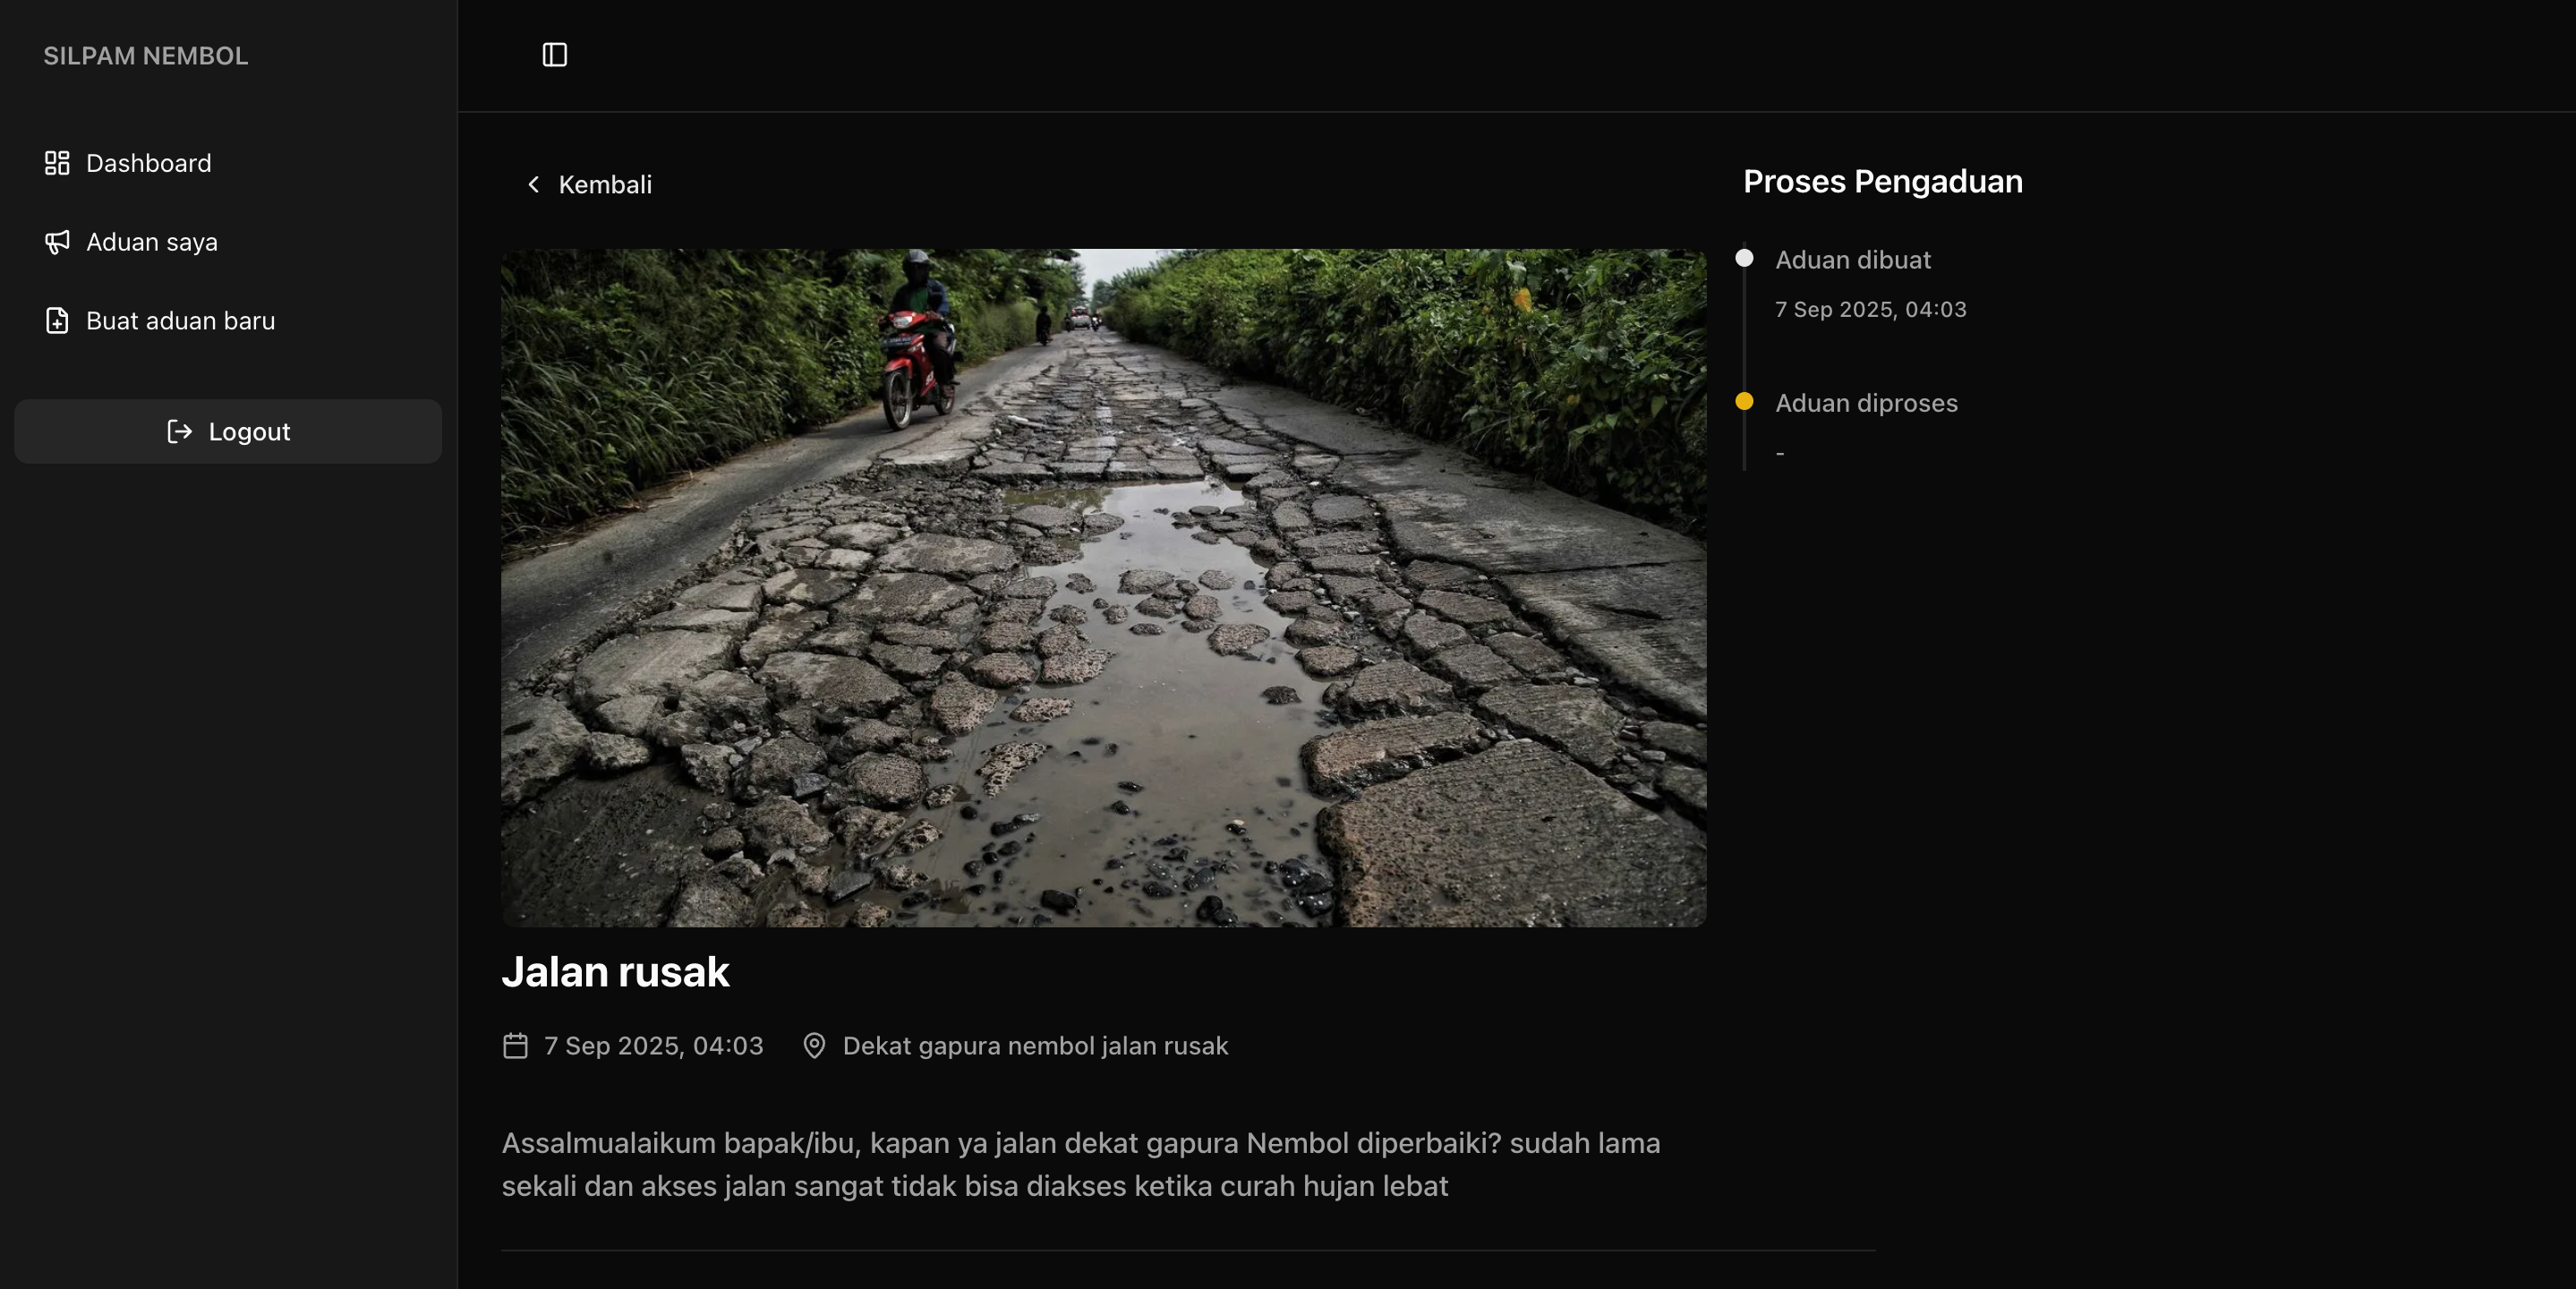 SILPAM NEMBOL
Dashboard
Aduan saya
Buat aduan baru
Logout
Kembali
Jalan rusak
7 Sep 2025, 04:03
Dekat gapura nembol jalan rusak
Assalmualaikum bapak/ibu, kapan ya jalan dekat gapura Nembol diperbaiki? sudah lama
sekali dan akses jalan sangat tidak bisa diakses ketika curah hujan lebat
Proses Pengaduan
Aduan dibuat
7 Sep 2025, 04:03
Aduan diproses
-